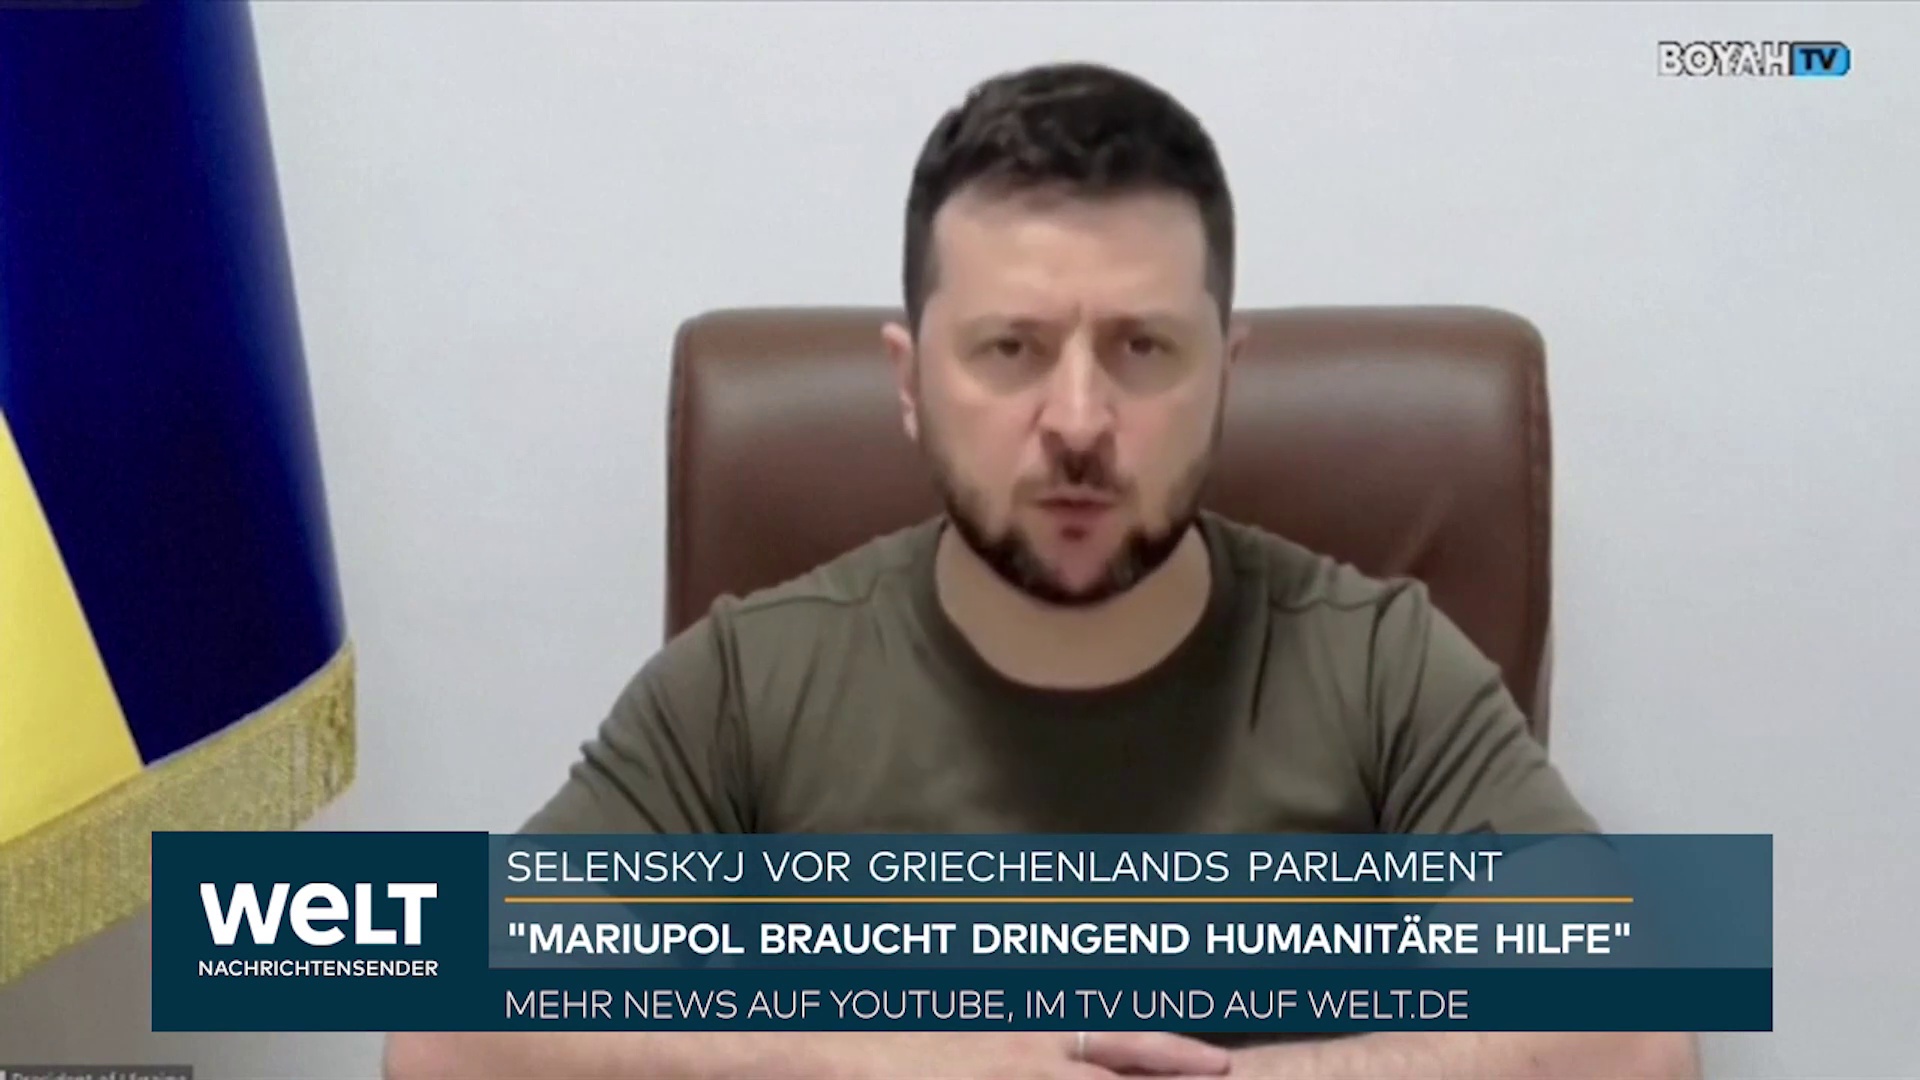 BOYAH TV
SELENSKYJ VOR GRIECHENLANDS PARLAMENT
"MARIUPOL BRAUCHT DRINGEND HUMANITÄRE HILFE"
WELT
NACHRICHTENSENDER
MEHR NEWS AUF YOUTUBE, IM TV UND AUF WELT.DE
President of Ukraine